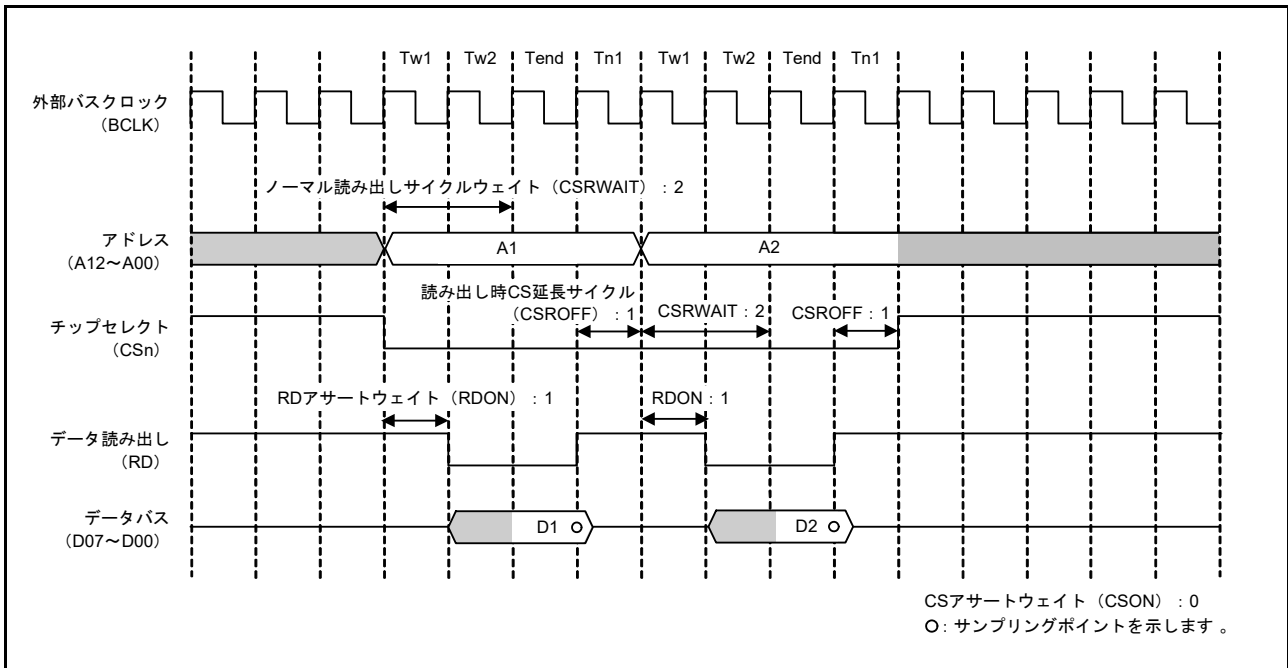 Tw1 Tw2 Tend Tn1 Tw1 Tw2 Tend Tn1
外部バスクロック
(BCLK)
ノーマル読み出しサイクルウェイト (CSRWAIT) : 2
アドレス
(A12～A00)
A1 A2
読み出し時CS延長サイクル
(CSROFF) : 1
CSRWAIT : 2 CSROFF : 1
チップセレクト
(CSn)
RDアサートウェイト (RDON) : 1 RDON : 1
データ読み出し
(RD)
データバス
(D07～D00)
D1 D2
CSアサートウェイト (CSON) : 0
○: サンプリングポイントを示します 。